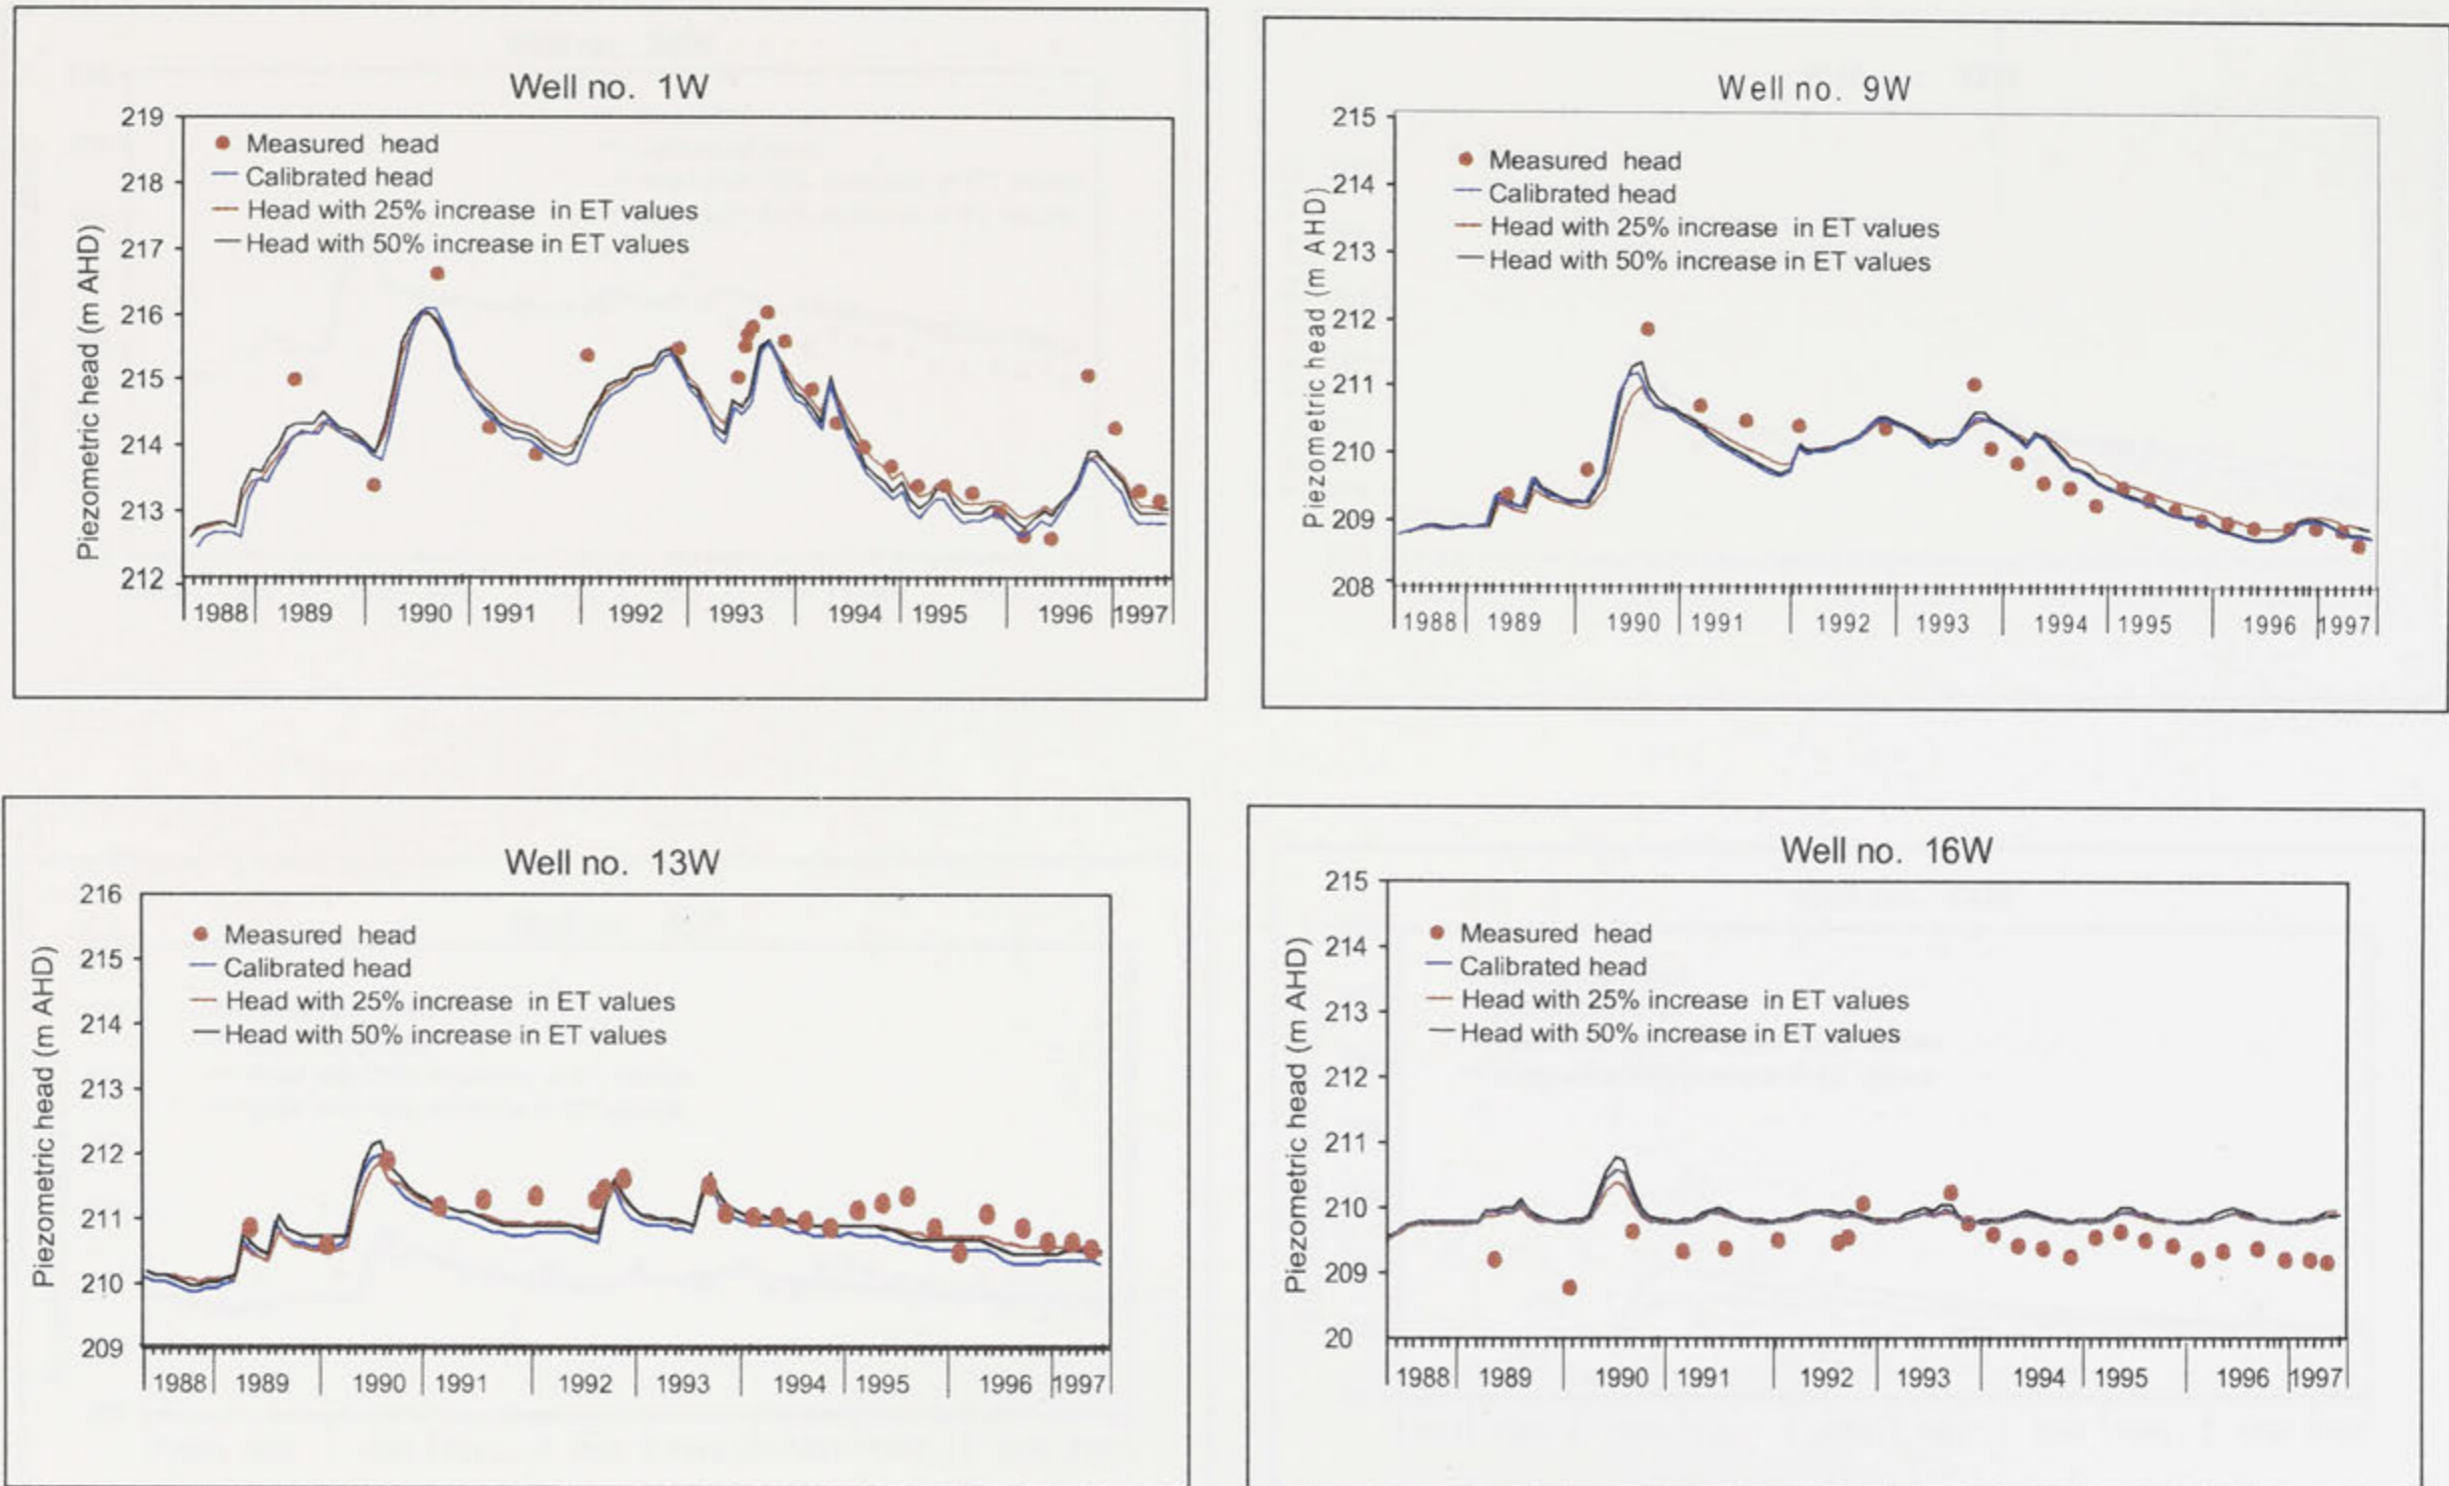 Well no. 1W
Piezometric head (m AHD)
219
218
217
216
215
214
213
212
Measured head
Calibrated head
Head with 25% increase in ET values
Head with 50% increase in ET values
1988 1989 1990 1991 1992 1993 1994 1995 1996 1997
Well no. 9W
Piezometric head (m AHD)
215
214
213
212
211
210
209
208
Measured head
Calibrated head
Head with 25% increase in ET values
Head with 50% increase in ET values
1988 1989 1990 1991 1992 1993 1994 1995 1996 1997
Well no. 13W
Piezometric head (m AHD)
216
215
214
213
212
211
210
209
Measured head
Calibrated head
Head with 25% increase in ET values
Head with 50% increase in ET values
1988 1989 1990 1991 1992 1993 1994 1995 1996 1997
Well no. 16W
Piezometric head (m AHD)
215
214
213
212
211
210
209
20
Measured head
Calibrated head
Head with 25% increase in ET values
Head with 50% increase in ET values
1988 1989 1990 1991 1992 1993 1994 1995 1996 1997